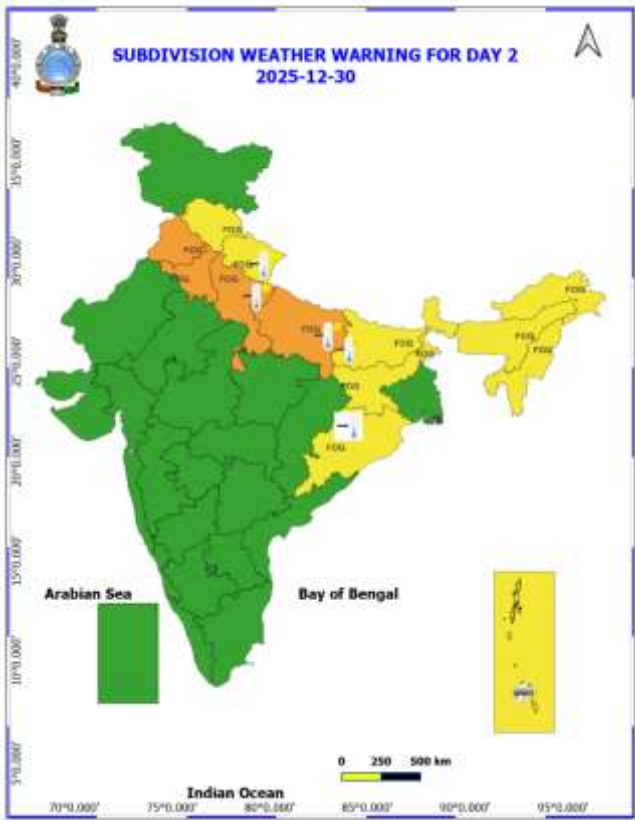 SUBDIVISION WEATHER WARNING FOR DAY 2
2025-12-30
40°0.000'
35°0.000'
30°0.000'
25°0.000'
20°0.000'
15°0.000'
10°0.000'
5°0.000'
FOG
FOG
FOG
FOG
FOG
FOG
FOG
FOG
FOG
FOG
FOG
FOG
FOG
Arabian Sea
Bay of Bengal
0 250 500 km
Indian Ocean
70°0.000' 75°0.000' 80°0.000' 85°0.000' 90°0.000' 95°0.000'